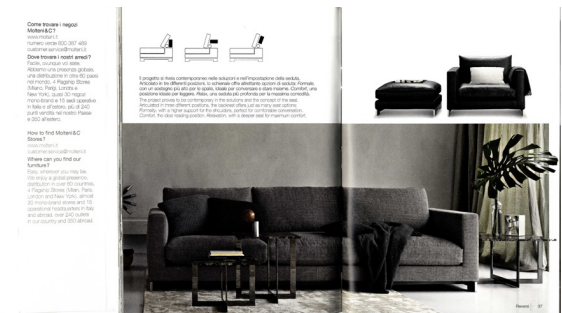 Come trovare i negozi
Molteni&C?
www.molteni.it
numero verde 800 387 489
customer.service@molteni.it
Dove trovare i nostri arredi?
Facile, ovunque voi siate.
Abbiamo una presenza globale,
una distribuzione in oltre 60 paesi
nel mondo, 4 Flagship Stores
(Milano, Parigi, Londra e
New York), quasi 30 negozi
mono-brand e 15 sedi operative
in Italia e all'estero, più di 240
punti vendita nel nostro Paese
e 350 all'estero.
How to find Molteni&C
Stores?
www.molteni.it
customer.service@molteni.it
Where can you find our
furniture?
Easy, wherever you may be.
We enjoy a global presence,
distribution in over 60 countries,
4 Flagship Stores (Milan, Paris,
London and New York), almost
30 mono-brand stores and 15
operational headquarters in Italy
and abroad, over 240 outlets
in our country and 350 abroad.
Il progetto si rivela contemporaneo nelle soluzioni e nell'impostazione della seduta.
Articolato in tre differenti posizioni, lo schienale offre altrettante opzioni di seduta: Formale,
con un sostegno più alto per le spalle, ideale per conversare e stare insieme. Comfort, una
posizione ideale per leggere. Relax, una seduta più profonda per la massima comodità.
The project proves to be contemporary in the solutions and the concept of the seat.
Articulated in three different positions, the backrest offers just as many seat options:
Formality, with a higher support for the shoulders, perfect for comfortable conversation.
Comfort, the ideal reading position. Relaxation, with a deeper seat for maximum comfort.
Reversi 37